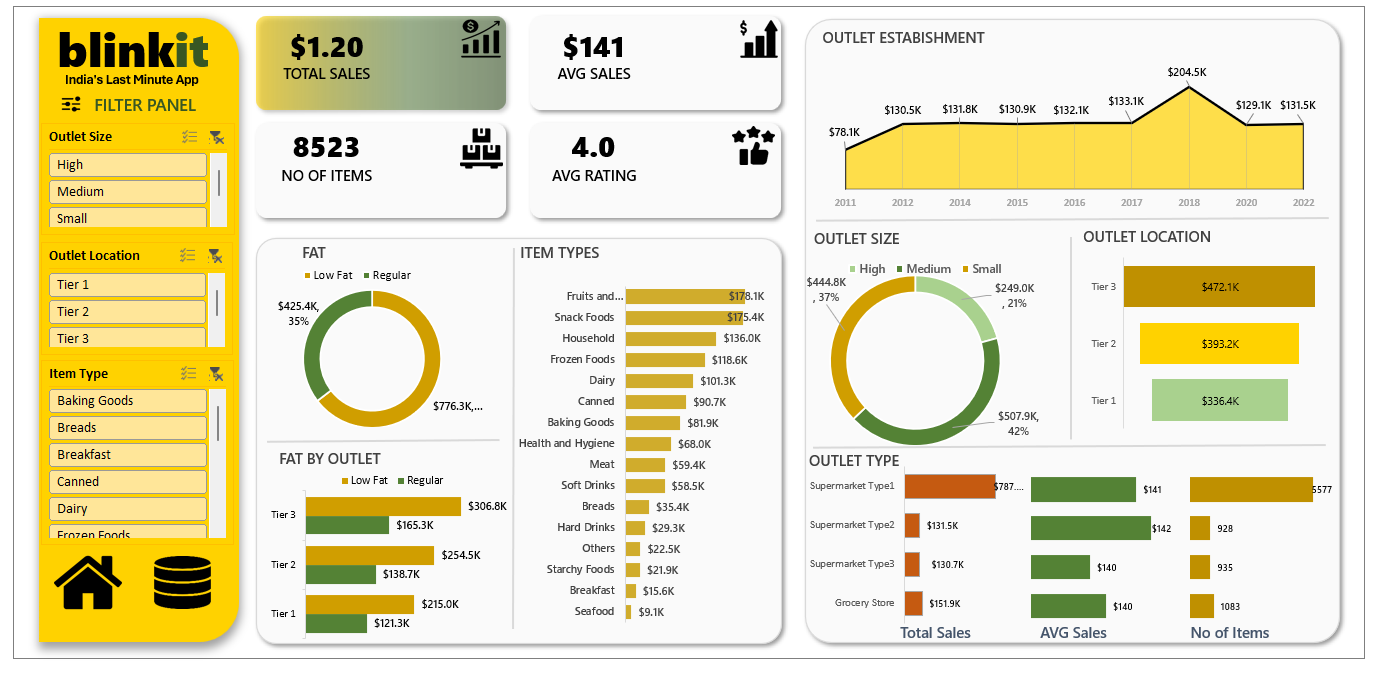 blinkit
India's Last Minute App
FILTER PANEL
Outlet Size
High
Medium
Small
Outlet Location
Tier 1
Tier 2
Tier 3
Item Type
Baking Goods
Breads
Breakfast
Canned
Dairy
Frozen Foods
$1.20
TOTAL SALES
$141
AVG SALES
8523
NO OF ITEMS
4.0
AVG RATING
FAT
Low Fat Regular
$425.4K,
35%
$776.3K,...
FAT BY OUTLET
Low Fat Regular
Tier 3
$306.8K
$165.3K
Tier 2
$254.5K
$138.7K
Tier 1
$215.0K
$121.3K
ITEM TYPES
Fruits and... $178.1K
Snack Foods $175.4K
Household $136.0K
Frozen Foods $118.6K
Dairy $101.3K
Canned $90.7K
Baking Goods $81.9K
Health and Hygiene $68.0K
Meat $59.4K
Soft Drinks $58.5K
Breads $35.4K
Hard Drinks $29.3K
Others $22.5K
Starchy Foods $21.9K
Breakfast $15.6K
Seafood $9.1K
OUTLET ESTABISHMENT
$78.1K $130.5K $131.8K $130.9K $132.1K $133.1K $204.5K $129.1K $131.5K
2011 2012 2014 2015 2016 2017 2018 2020 2022
OUTLET SIZE
High Medium Small
$444.8K
, 37%
$249.0K
, 21%
$507.9K,
42%
OUTLET LOCATION
Tier 3 $472.1K
Tier 2 $393.2K
Tier 1 $336.4K
OUTLET TYPE
Supermarket Type1 $787.... $141 5577
Supermarket Type2 $131.5K $142 928
Supermarket Type3 $130.7K $140 935
Grocery Store $151.9K $140 1083
Total Sales AVG Sales No of Items